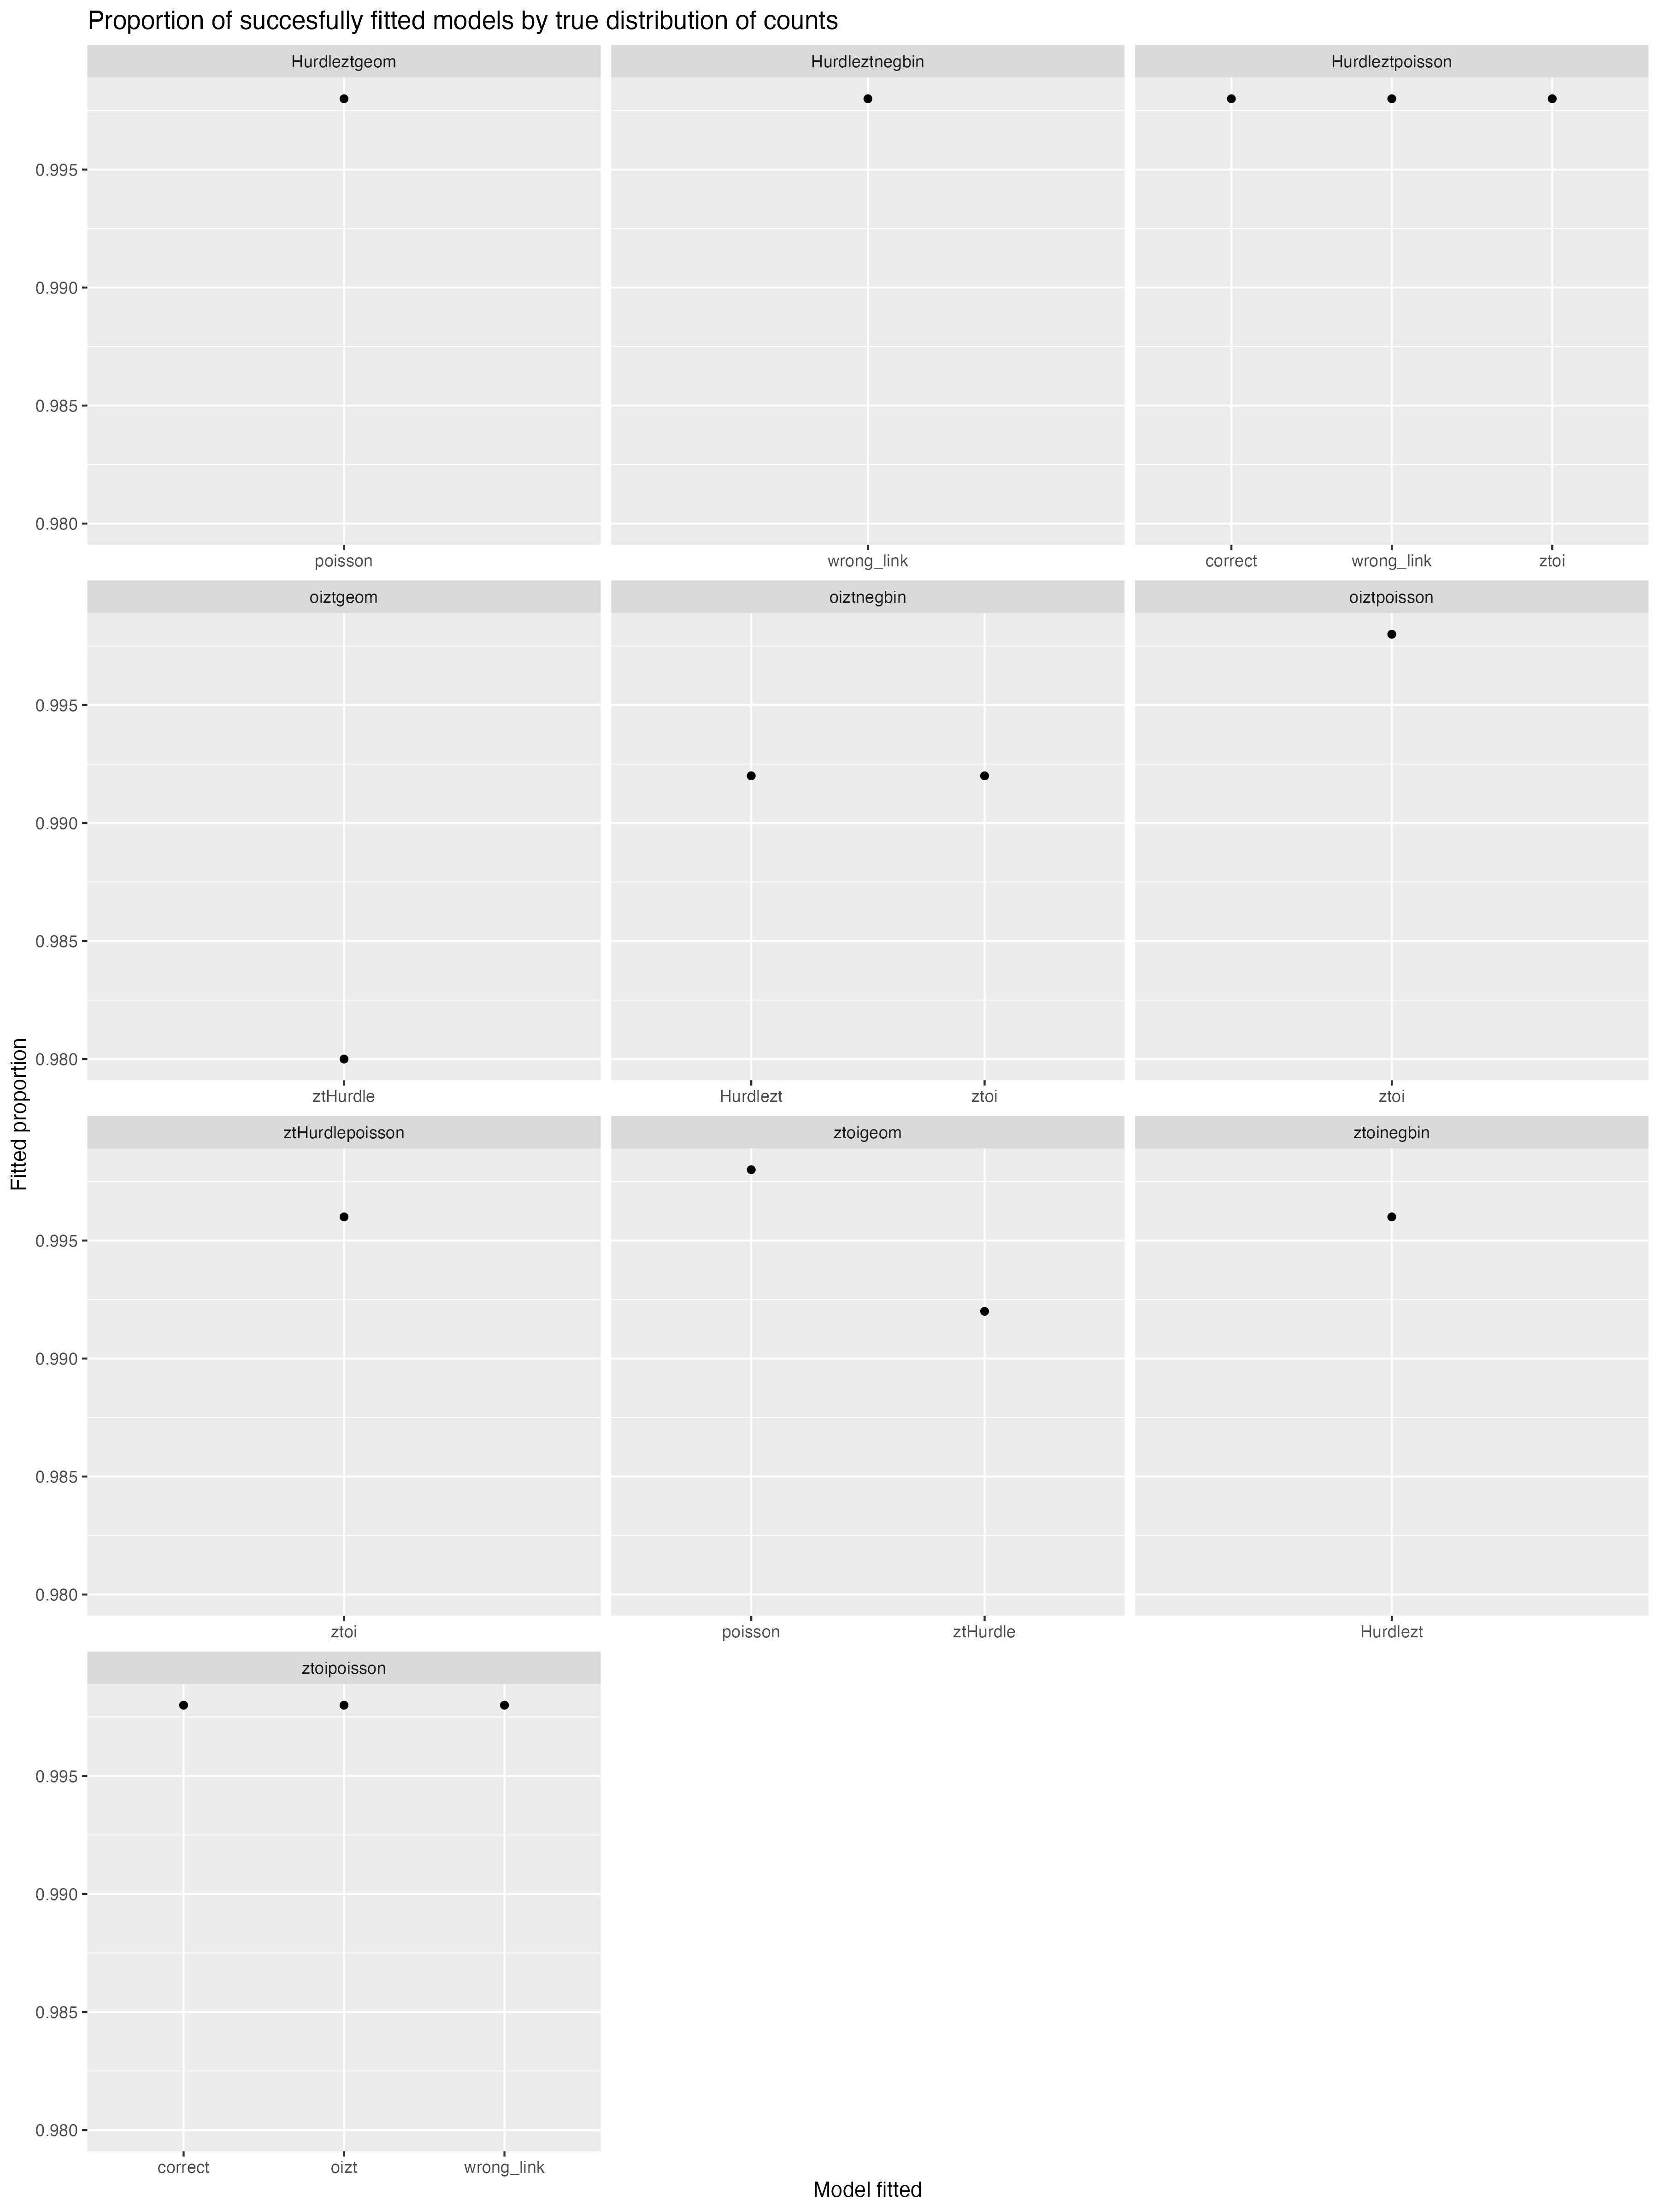 Proportion of succesfully fitted models by true distribution of counts
Hurdleztgeom Hurdleztnegbin Hurdleztpoisson
0.995
0.990
0.985
0.980
poisson wrong_link correct wrong_link ztoi
oiztgeom oiztnegbin oiztpoisson
0.995
0.990
0.985
0.980
ztHurdle Hurdlezt ztoi ztoi
ztHurdlepoisson ztoigeom ztoinegbin
0.995
0.990
0.985
0.980
ztoi poisson ztHurdle Hurdlezt
ztoipoisson
0.995
0.990
0.985
0.980
correct oizt wrong_link
Fitted proportion
Model fitted